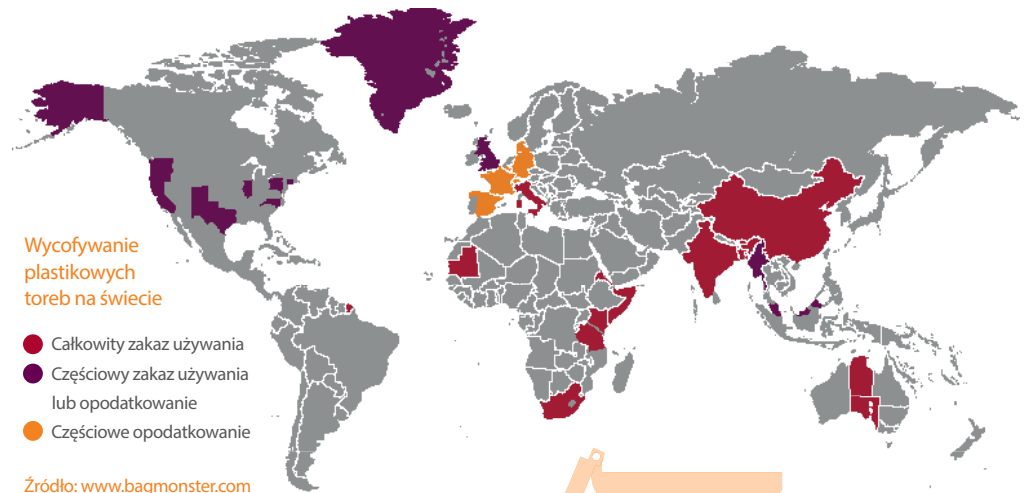 Wycofywanie
plastikowych
toreb na świecie
Całkowity zakaz używania
Częściowy zakaz używania
lub opodatkowanie
Częściowe opodatkowanie
Źródło: www.bagmonster.com